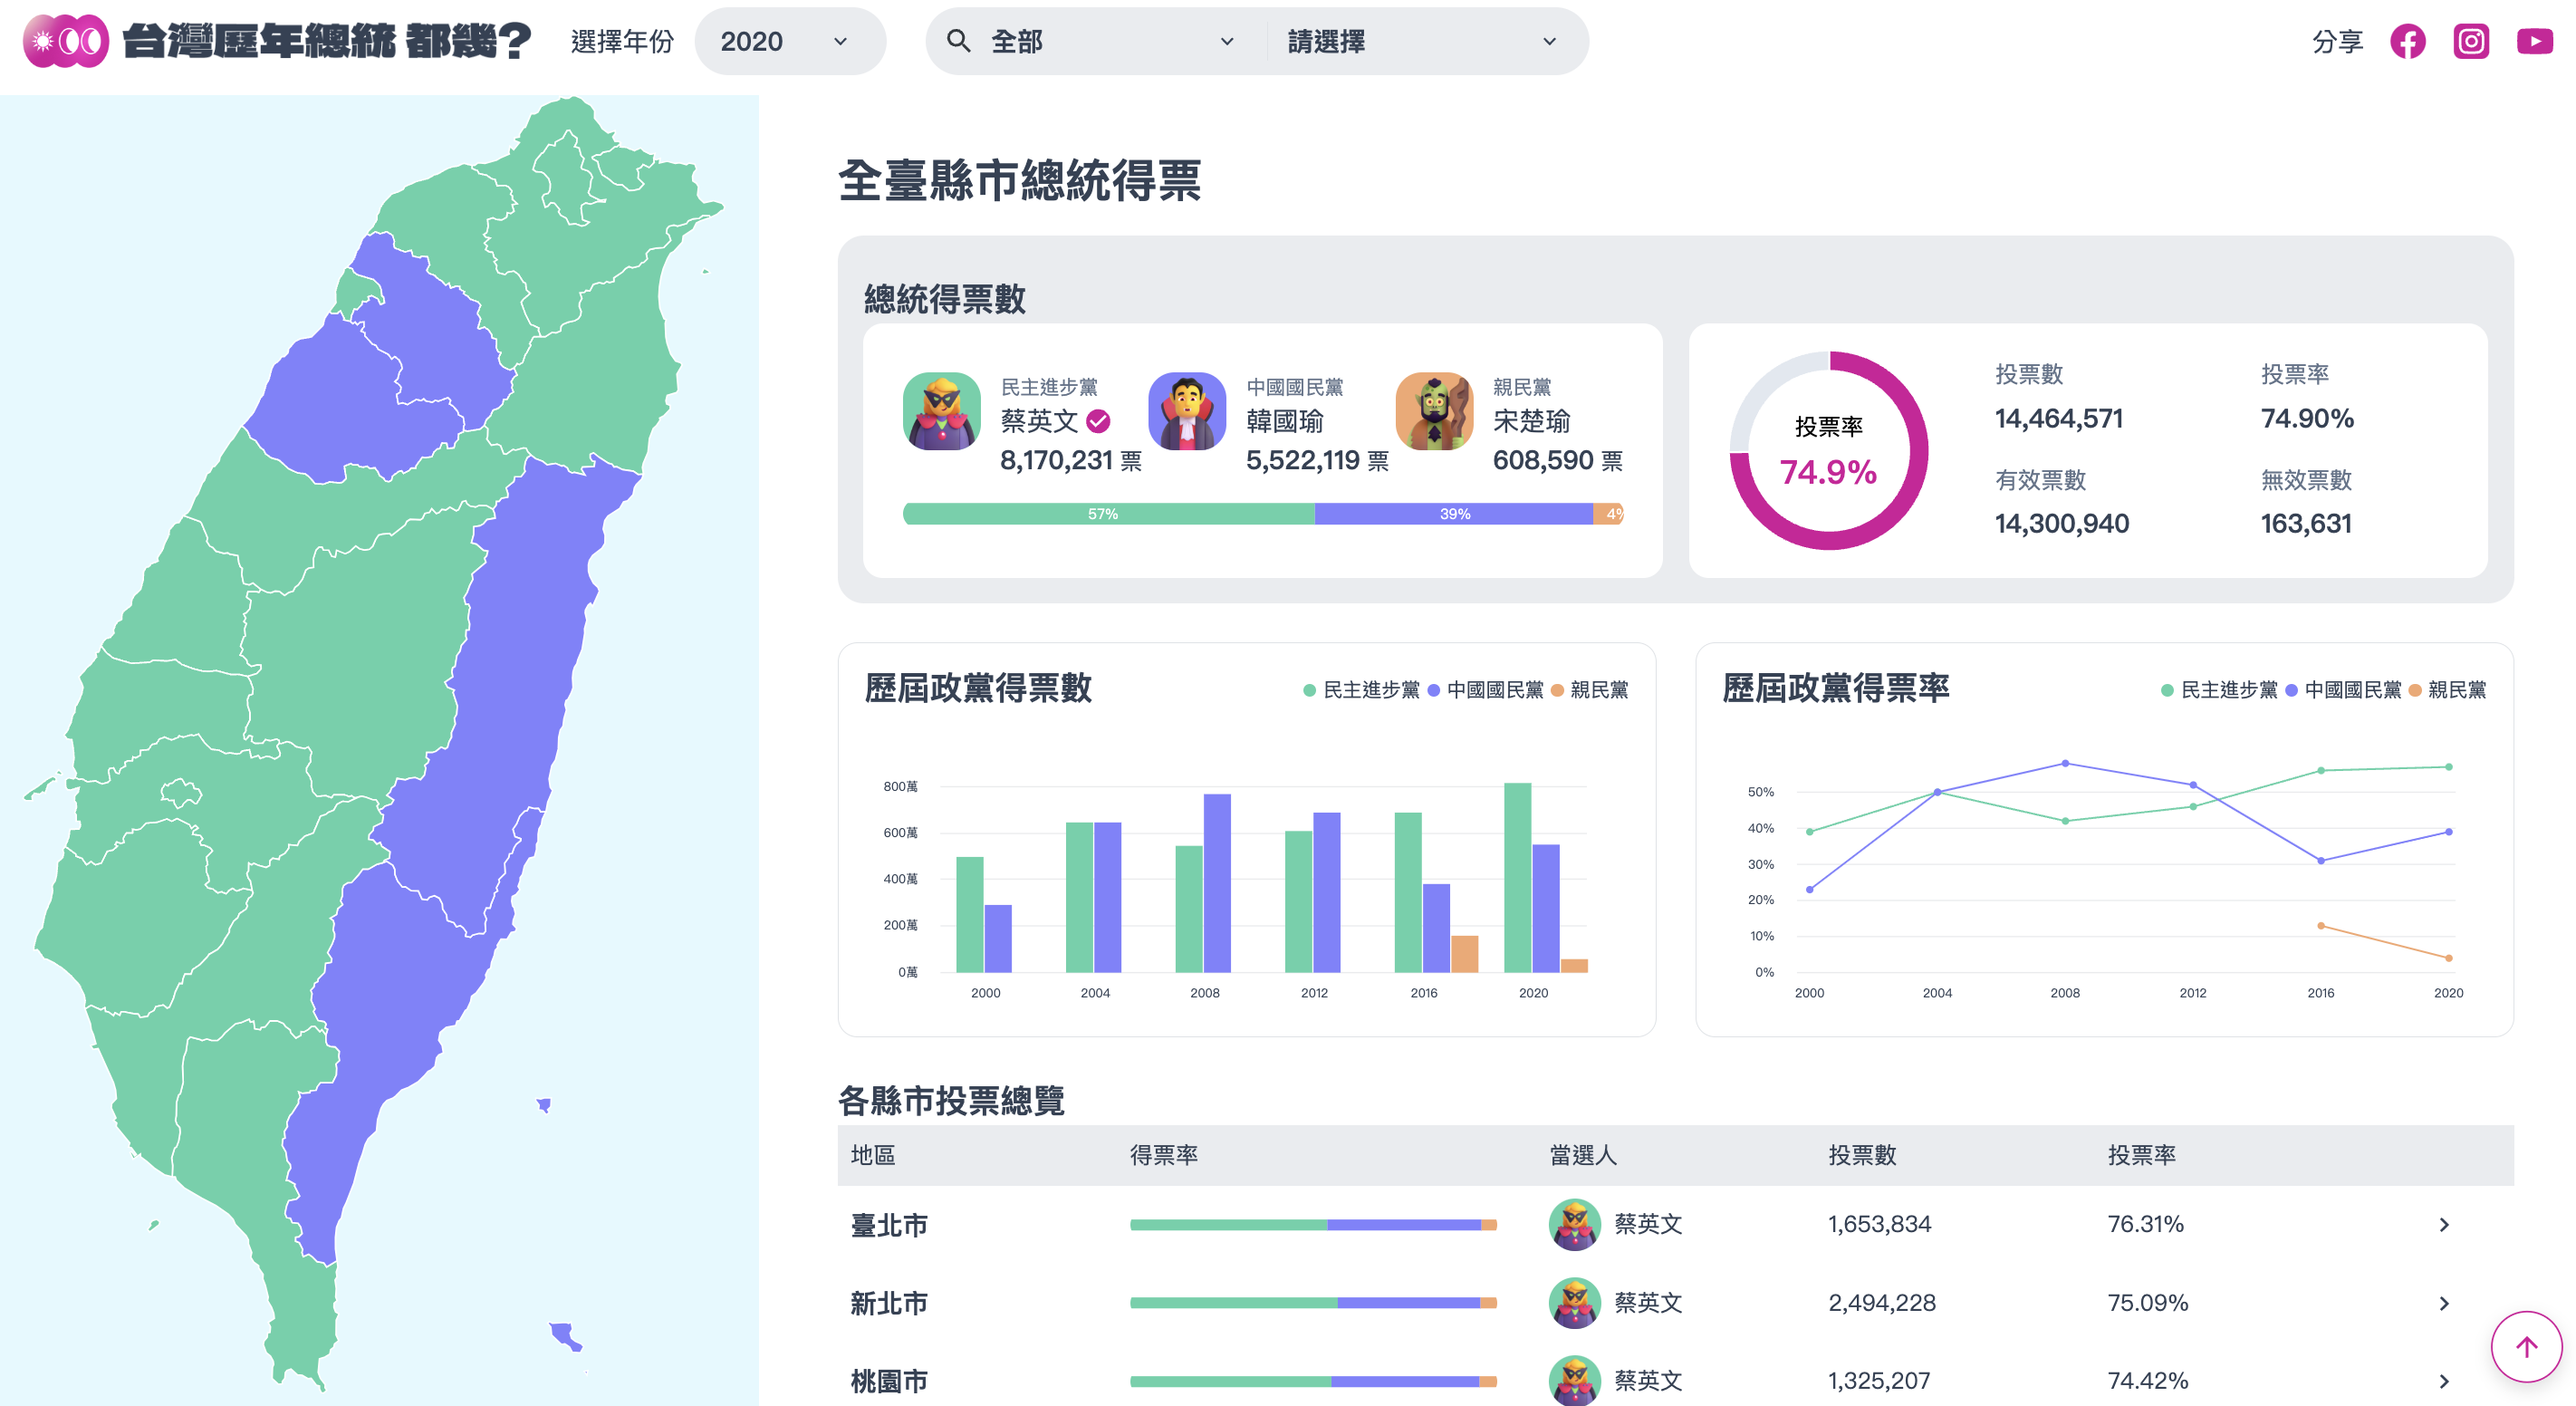 台灣歷年總統 都幾?
選擇年份
2020
全部
請選擇
分享
全臺縣市總統得票
總統得票數
民主進步黨
蔡英文
8,170,231 票
中國國民黨
韓國瑜
5,522,119 票
親民黨
宋楚瑜
608,590 票
57%
39%
4%
投票率
74.9%
投票數
14,464,571
投票率
74.90%
有效票數
14,300,940
無效票數
163,631
歷屆政黨得票數
民主進步黨 中國國民黨 親民黨
800萬
600萬
400萬
200萬
0萬
2000 2004 2008 2012 2016 2020
歷屆政黨得票率
民主進步黨 中國國民黨 親民黨
50%
40%
30%
20%
10%
0%
2000 2004 2008 2012 2016 2020
各縣市投票總覽
地區 得票率 當選人 投票數 投票率
臺北市 蔡英文 1,653,834 76.31%
新北市 蔡英文 2,494,228 75.09%
桃園市 蔡英文 1,325,207 74.42%